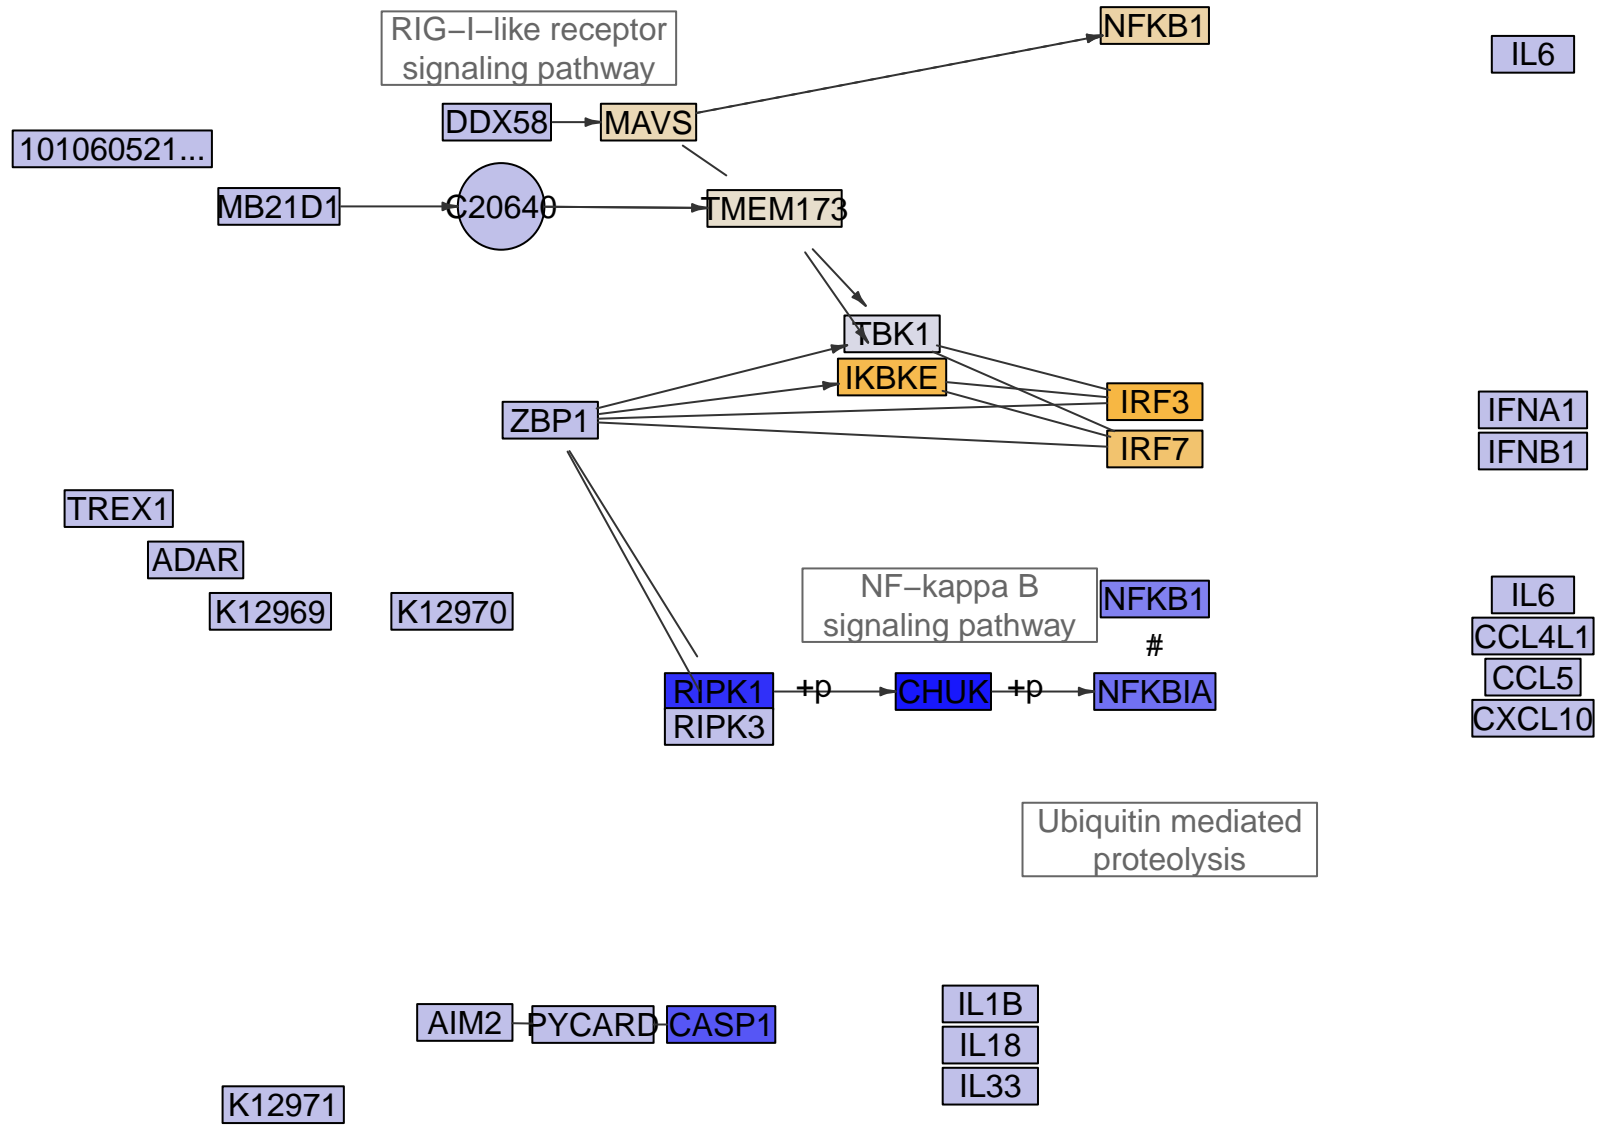 RIG−I−like receptor
signaling pathway
NFKB1
IL6
DDX58
MAVS
101060521...
MB21D1
C20640
TMEM173
TBK1
IKBKE
ZBP1
IRF3
IRF7
IFNA1
IFNB1
TREX1
ADAR
K12969
K12970
NF−kappa B
signaling pathway
NFKB1
#
IL6
CCL4L1
CCL5
CXCL10
RIPK1
+p
CHUK
+p
NFKBIA
RIPK3
Ubiquitin mediated
proteolysis
AIM2
PYCARD
CASP1
IL1B
IL18
IL33
K12971